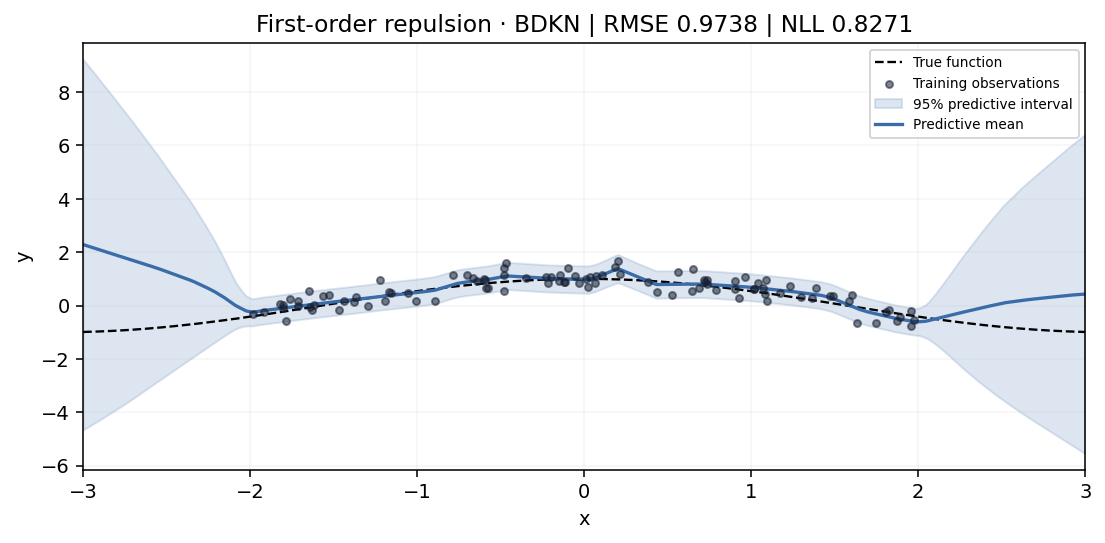 First-order repulsion · BDKN | RMSE 0.9738 | NLL 0.8271
True function
Training observations
95% predictive interval
Predictive mean
y
8
6
4
2
0
−2
−4
−6
−3 −2 −1 0 1 2 3
x